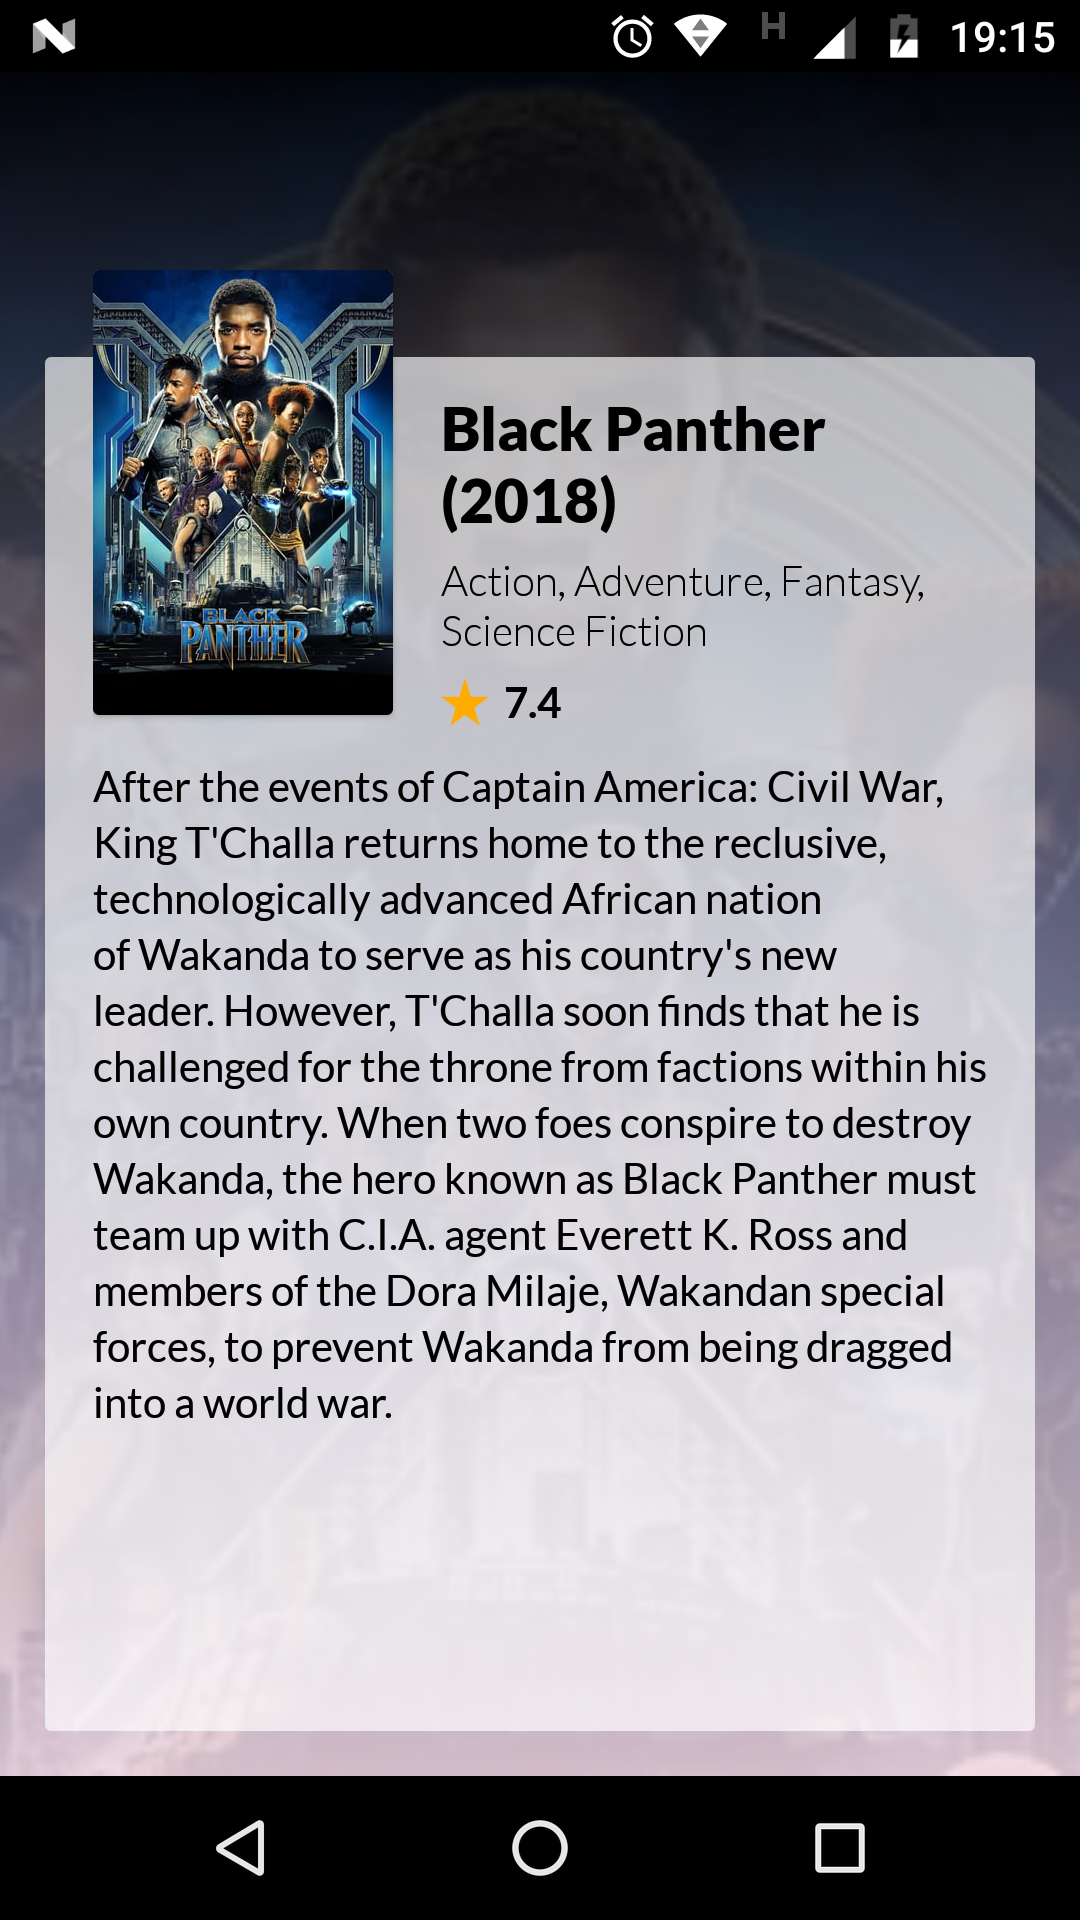 H
19:15
BLACK
PANTHER
Black Panther
(2018)
Action, Adventure, Fantasy,
Science Fiction
7.4
After the events of Captain America: Civil War,
King T'Challa returns home to the reclusive,
technologically advanced African nation
of Wakanda to serve as his country's new
leader. However, T'Challa soon finds that he is
challenged for the throne from factions within his
own country. When two foes conspire to destroy
Wakanda, the hero known as Black Panther must
team up with C.I.A. agent Everett K. Ross and
members of the Dora Milaje, Wakandan special
forces, to prevent Wakanda from being dragged
into a world war.